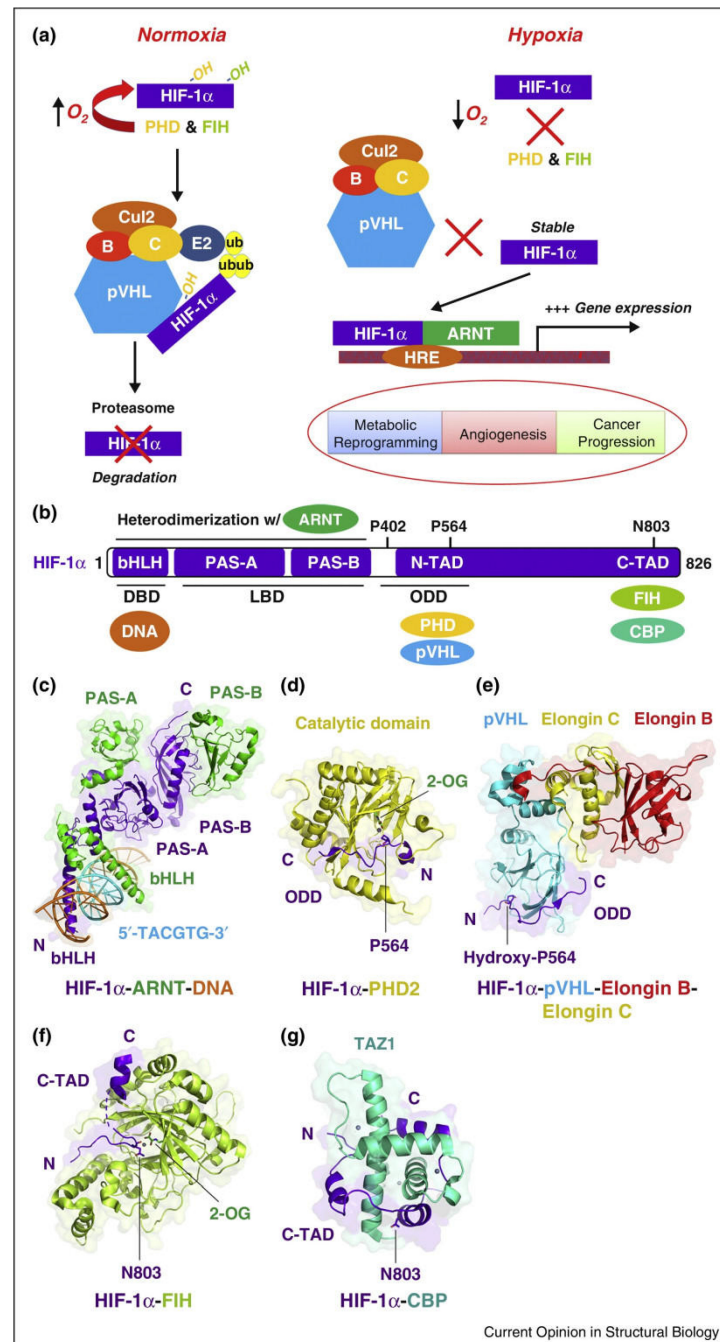 (a)
Normoxia
-OH
-OH
HIF-1α
O2
PHD & FIH
Cul2
B
C
E2
ub
ubub
pVHL
-OH
HIF-1α
Proteasome
HIF-1α
Degradation
Hypoxia
HIF-1α
O2
PHD & FIH
Cul2
B
C
pVHL
Stable
HIF-1α
+++ Gene expression
HIF-1α
ARNT
HRE
Metabolic
Reprogramming
Angiogenesis
Cancer
Progression
(b)
Heterodimerization w/ ARNT
P402
P564
N803
HIF-1α 1 bHLH PAS-A PAS-B N-TAD C-TAD 826
DBD
LBD
ODD
FIH
DNA
PHD
CBP
pVHL
(c)
PAS-A
C
PAS-B
PAS-B
PAS-A
bHLH
5′-TACGTG-3′
N
bHLH
HIF-1α-ARNT-DNA
(d)
Catalytic domain
2-OG
C
N
ODD
P564
HIF-1α-PHD2
(e)
pVHL Elongin C Elongin B
C
N
ODD
Hydroxy-P564
HIF-1α-pVHL-Elongin B-
Elongin C
(f)
C
C-TAD
N
2-OG
N803
HIF-1α-FIH
(g)
TAZ1
C
N
C-TAD
N803
HIF-1α-CBP
Current Opinion in Structural Biology